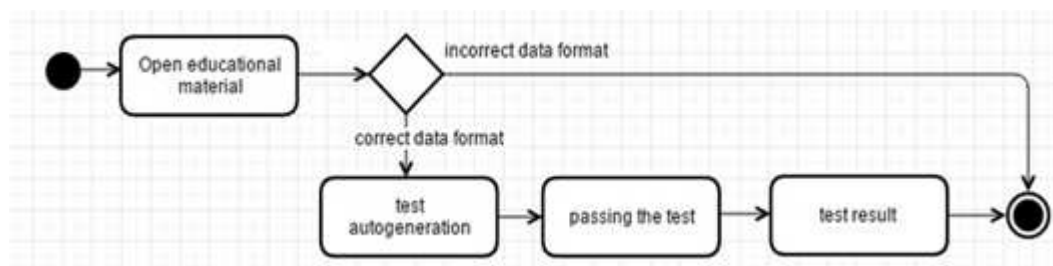 Open educational
material
incorrect data format
correct data format
test
autogeneration
passing the test
test result